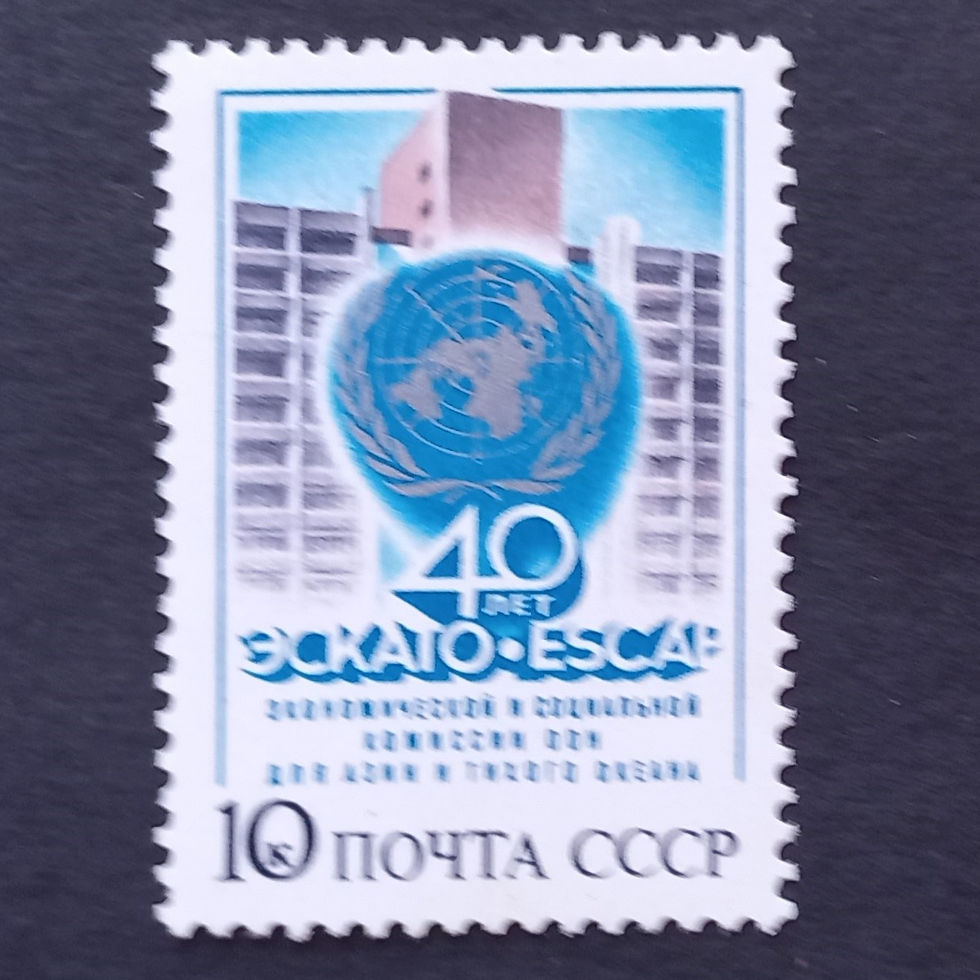 40
ЛЕТ
ЭСКАТО•ESCAP
ЭКОНОМИЧЕСКОЙ И СОЦИАЛЬНОЙ
КОМИССИИ ООН
ДЛЯ АЗИИ И ТИХОГО ОКЕАНА
10к ПОЧТА СССР